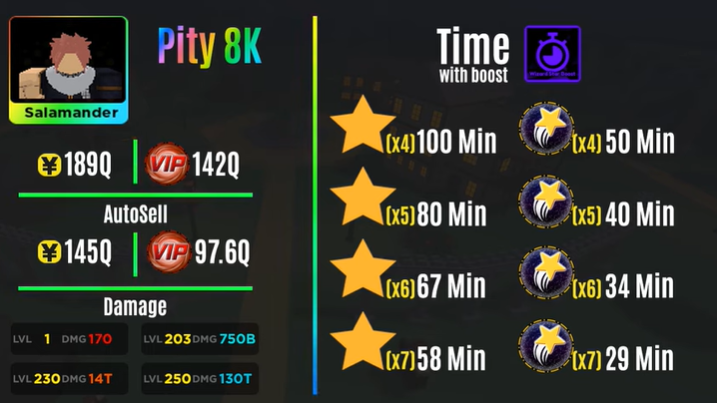 Salamander
Pity 8K
¥ 189Q VIP 142Q
AutoSell
¥ 145Q VIP 97.6Q
Damage
LVL 1 DMG 170 LVL 203 DMG 750B
LVL 230 DMG 14T LVL 250 DMG 130T
Time
with boost
Wizard Star Boost
(x4) 100 Min (x4) 50 Min
(x5) 80 Min (x5) 40 Min
(x6) 67 Min (x6) 34 Min
(x7) 58 Min (x7) 29 Min